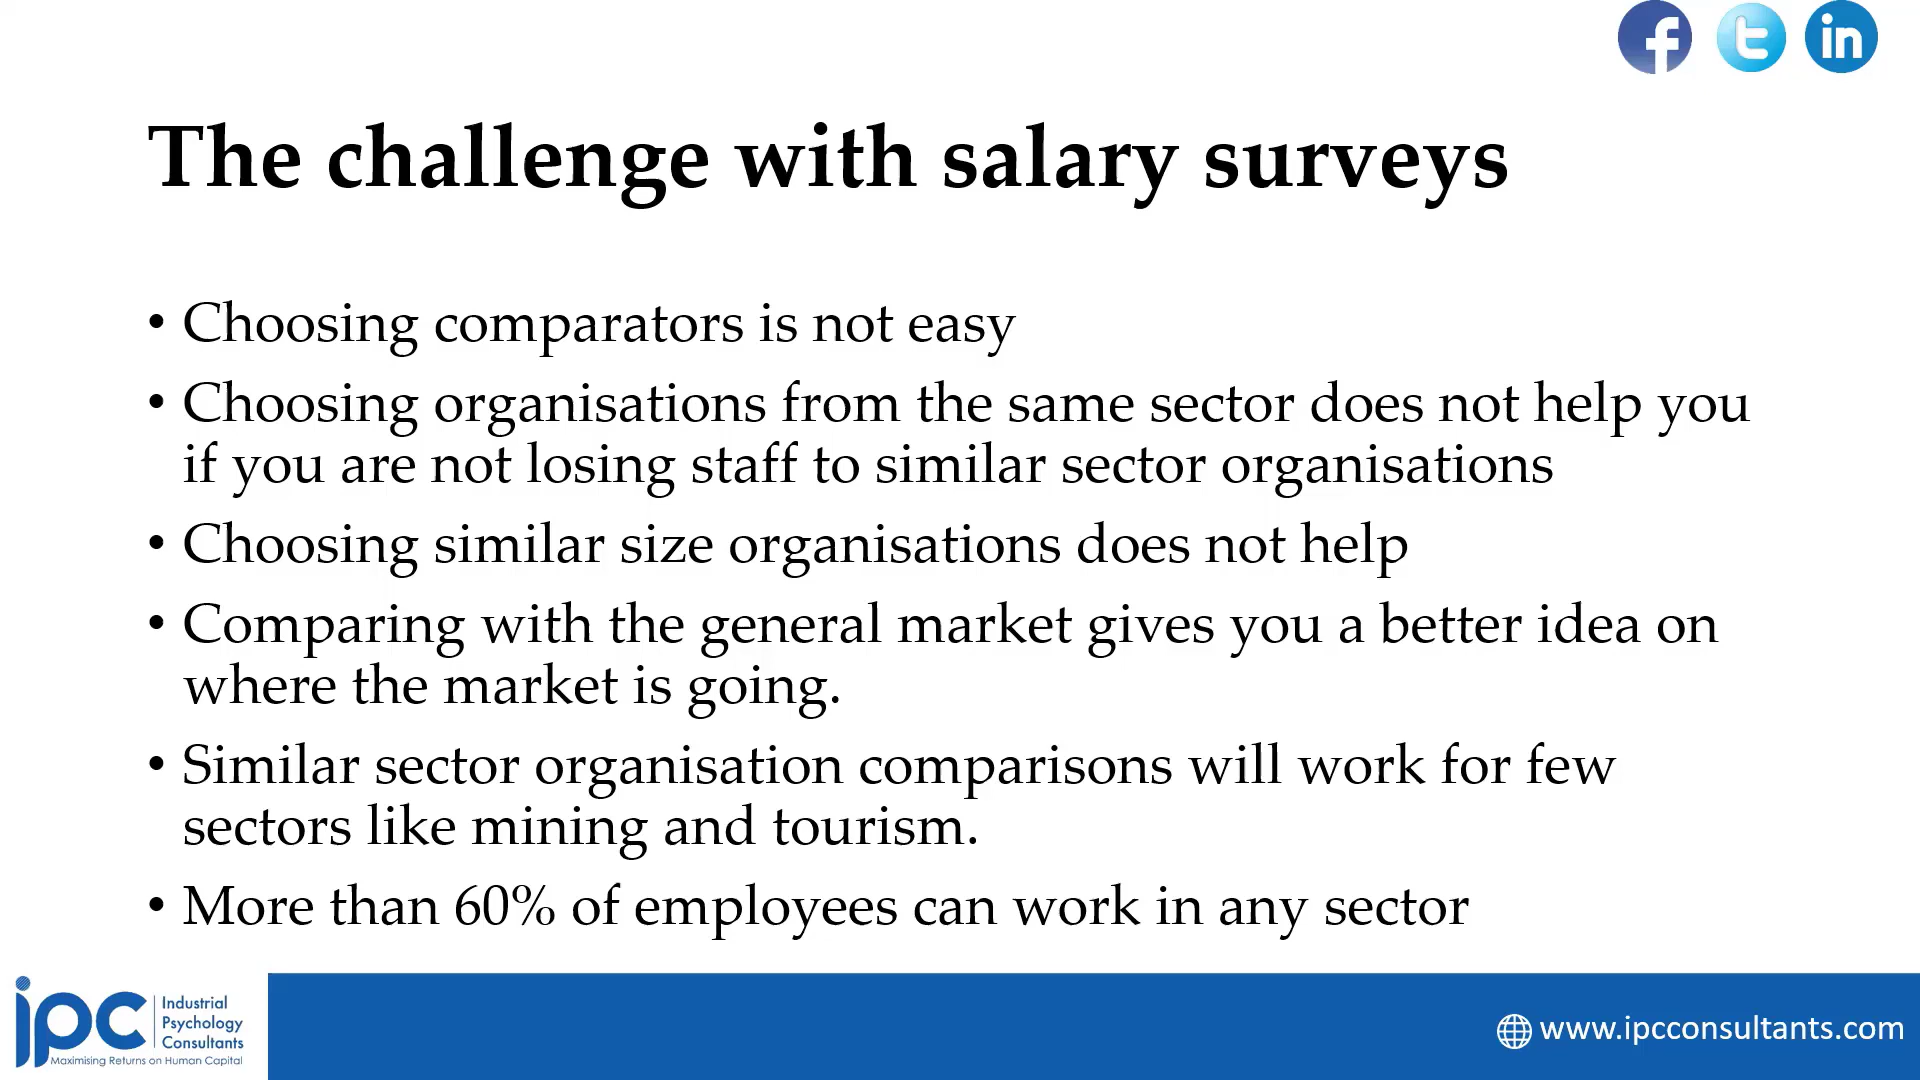 The challenge with salary surveys
• Choosing comparators is not easy
• Choosing organisations from the same sector does not help you
if you are not losing staff to similar sector organisations
• Choosing similar size organisations does not help
• Comparing with the general market gives you a better idea on
where the market is going.
• Similar sector organisation comparisons will work for few
sectors like mining and tourism.
• More than 60% of employees can work in any sector
ipc
Industrial
Psychology
Consultants
Maximising Returns on Human Capital
www.ipcconsultants.com